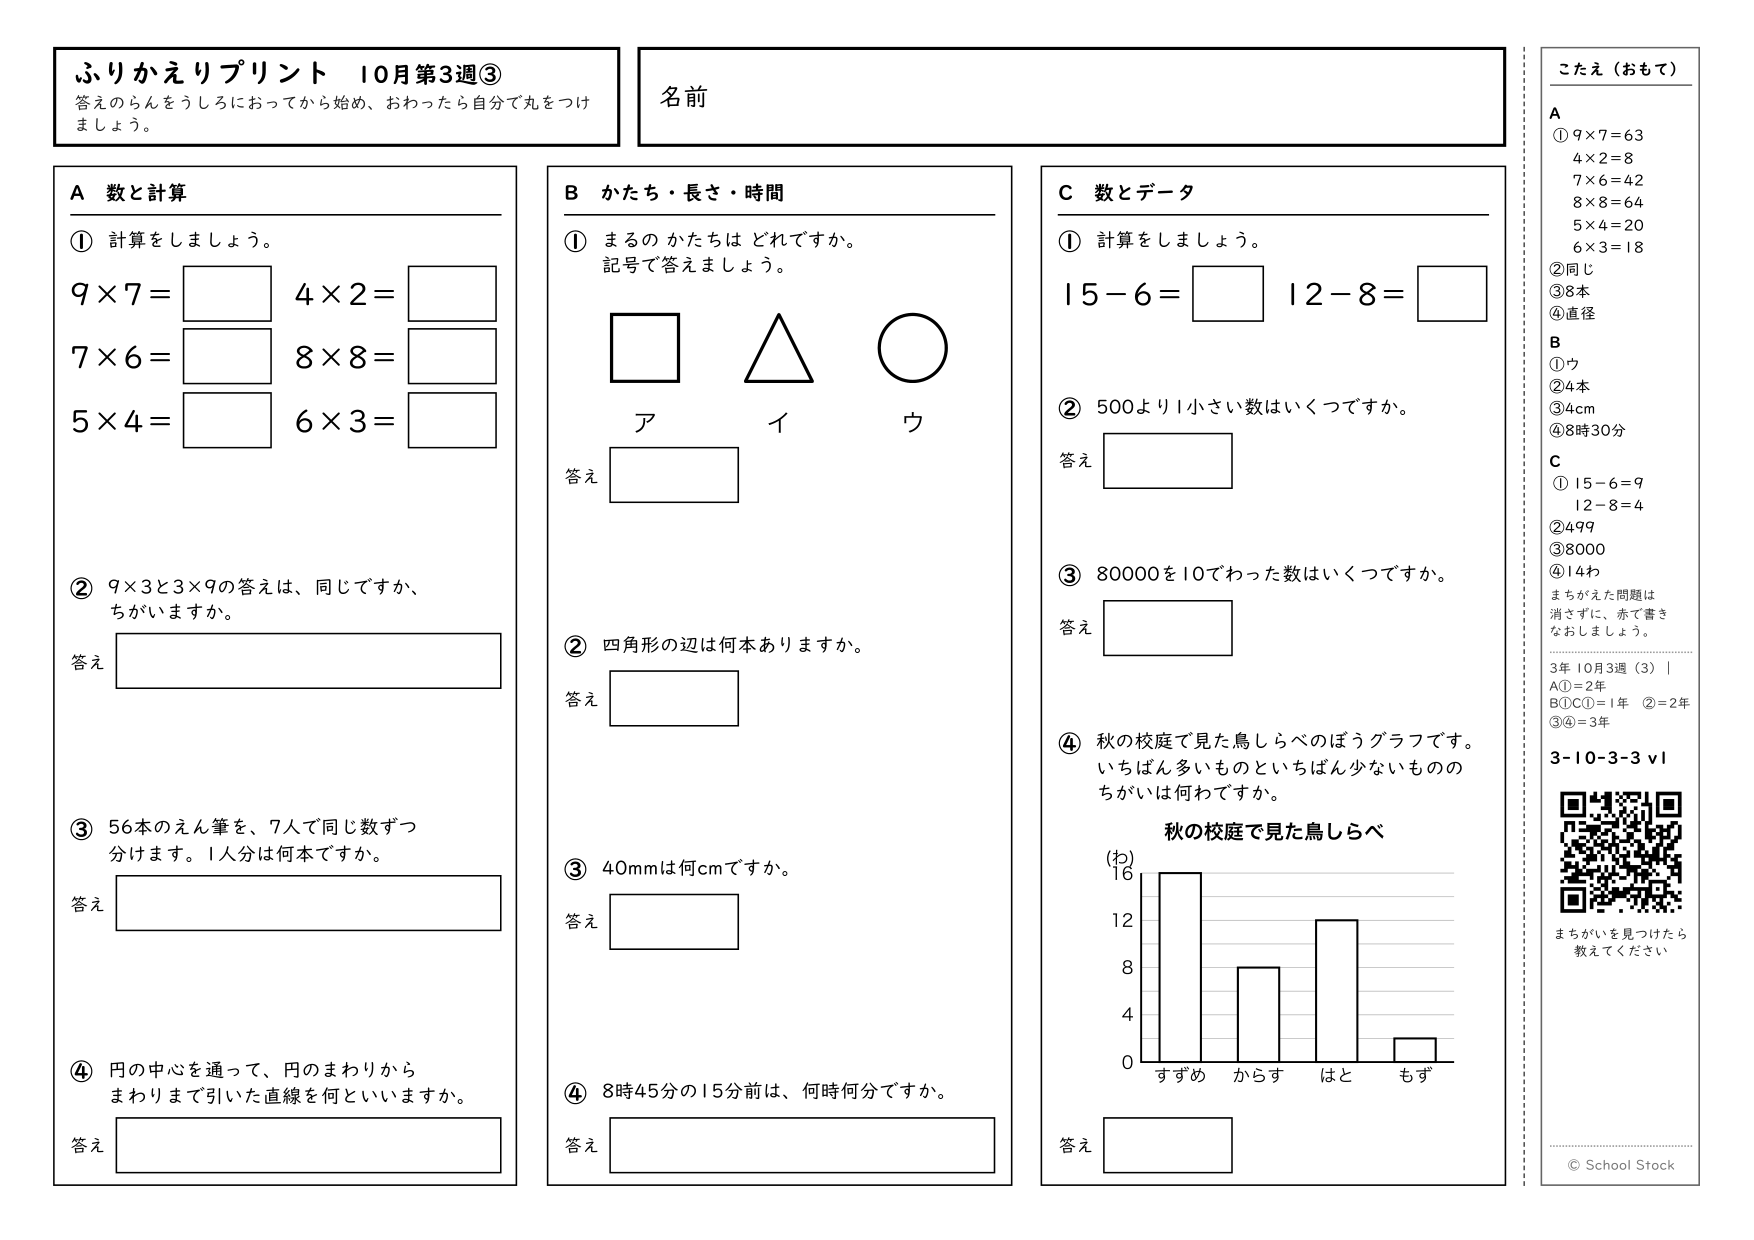 ふりかえりプリント　10月第3週③
答えのらんをうしろにおってから始め、おわったら自分で丸をつけ
ましょう。
名前
A　数と計算
① 計算をしましょう。
9×7=　4×2=
7×6=　8×8=
5×4=　6×3=
② 9×3と3×9の答えは、同じですか、
ちがいますか。
答え
③ 56本のえん筆を、7人で同じ数ずつ
分けます。1人分は何本ですか。
答え
④ 円の中心を通って、円のまわりから
まわりまで引いた直線を何といいますか。
答え
B　かたち・長さ・時間
① まるの かたちは どれですか。
記号で答えましょう。
ア　イ　ウ
答え
② 四角形の辺は何本ありますか。
答え
③ 40mmは何cmですか。
答え
④ 8時45分の15分前は、何時何分ですか。
答え
C　数とデータ
① 計算をしましょう。
15−6=　12−8=
② 500より1小さい数はいくつですか。
答え
③ 80000を10でわった数はいくつですか。
答え
④ 秋の校庭で見た鳥しらべのぼうグラフです。
いちばん多いものといちばん少ないものの
ちがいは何わですか。
秋の校庭で見た鳥しらべ
(わ)
16
12
8
4
0
すずめ　からす　はと　もず
答え
こたえ（おもて）
A
① 9×7=63
4×2=8
7×6=42
8×8=64
5×4=20
6×3=18
②同じ
③8本
④直径
B
①ウ
②4本
③4cm
④8時30分
C
① 15−6=9
12−8=4
②499
③8000
④14わ
まちがえた問題は
消さずに、赤で書き
なおしましょう。
3年 10月3週（3）｜
A①=2年
B①C①=1年　②=2年
③④=3年
3-10-3-3 v1
まちがいを見つけたら
教えてください
© School Stock